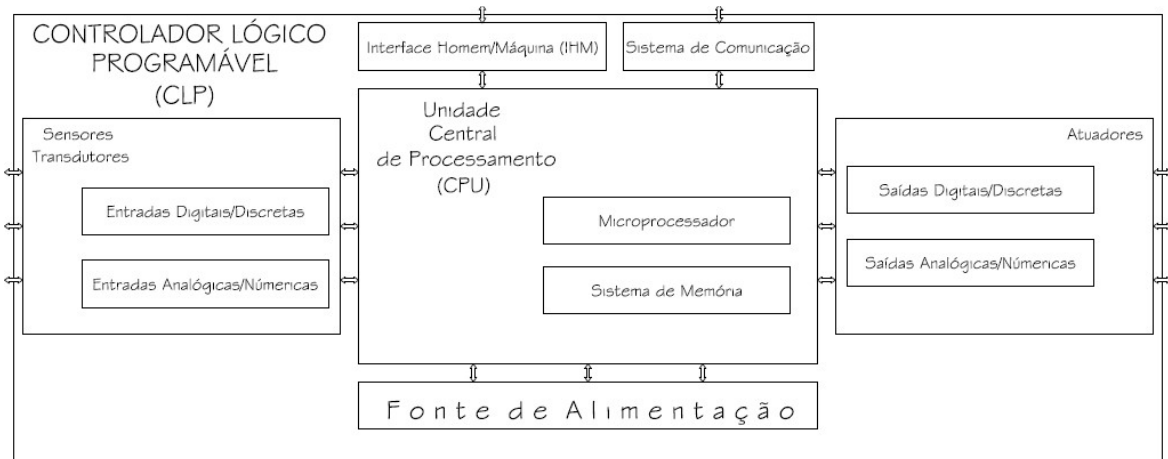 CONTROLADOR LÓGICO
PROGRAMÁVEL
(CLP)
Interface Homem/Máquina (IHM)
Sistema de Comunicação
Sensores
Transdutores
Entradas Digitais/Discretas
Entradas Analógicas/Númericas
Unidade
Central
de Processamento
(CPU)
Microprocessador
Sistema de Memória
Atuadores
Saídas Digitais/Discretas
Saídas Analógicas/Númericas
Fonte de Alimentação